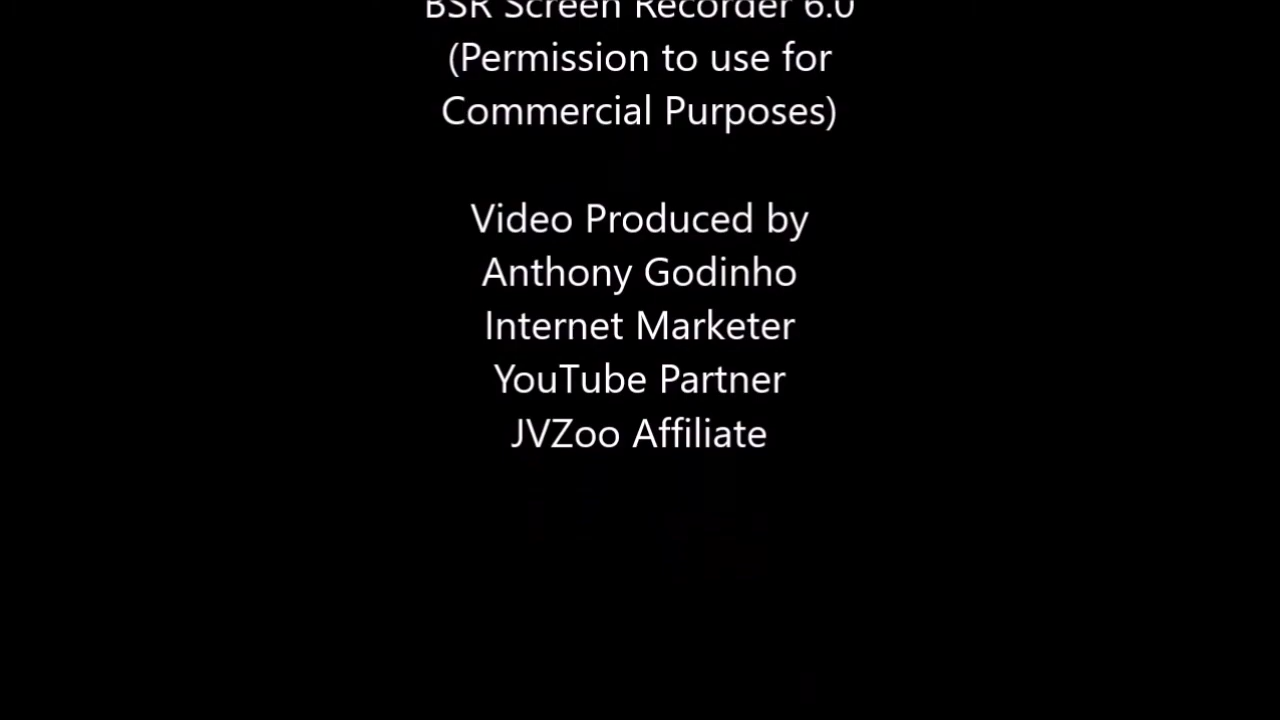 BSR Screen Recorder 6.0
(Permission to use for
Commercial Purposes)
Video Produced by
Anthony Godinho
Internet Marketer
YouTube Partner
JVZoo Affiliate